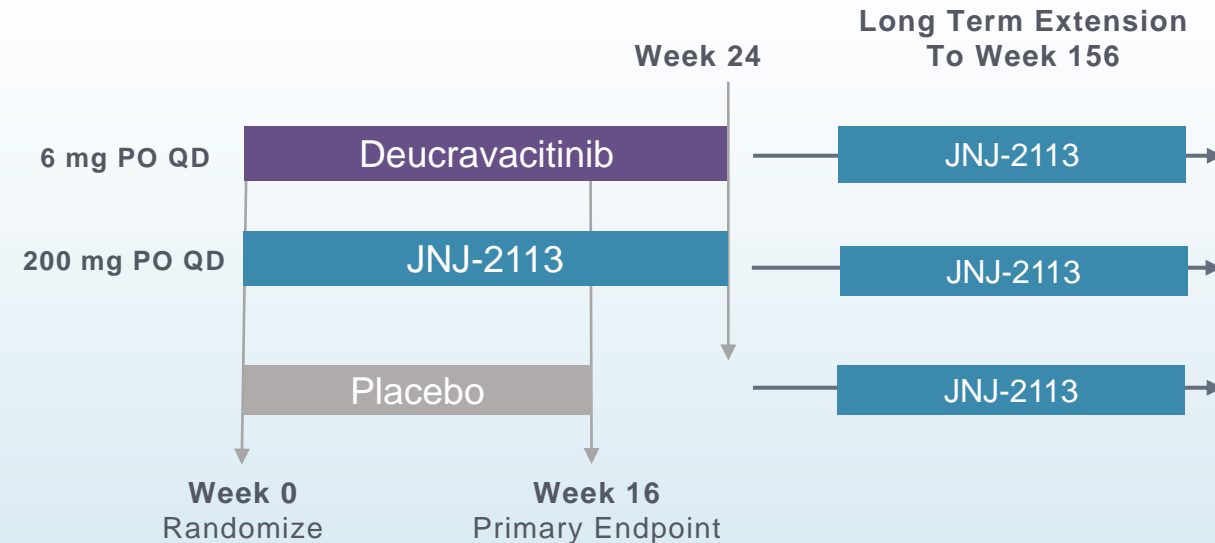 Long Term Extension
To Week 156
Week 24
6 mg PO QD
Deucravacitinib
JNJ-2113
200 mg PO QD
JNJ-2113
JNJ-2113
Placebo
JNJ-2113
Week 0
Randomize
Week 16
Primary Endpoint